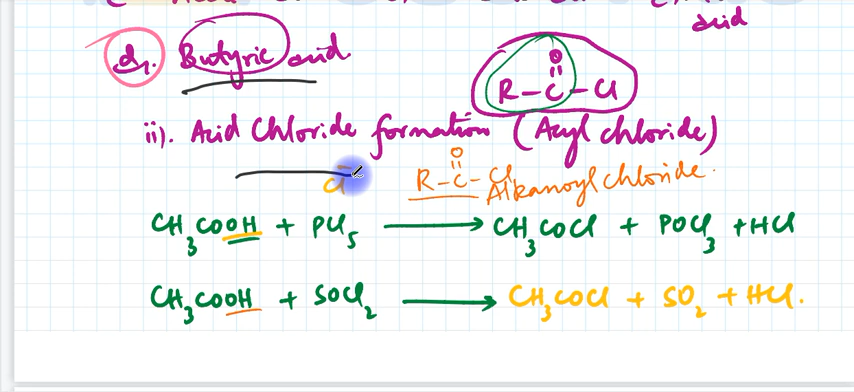 acid
d). Butyric acid
O
R–C–Cl
ii). Acid Chloride formation (Acyl chloride)
O
R–C–Cl Alkanoyl chloride.
Cl⁻
CH₃COOH + PCl₅ ⟶ CH₃COCl + POCl₃ + HCl
CH₃COOH + SOCl₂ ⟶ CH₃COCl + SO₂ + HCl.